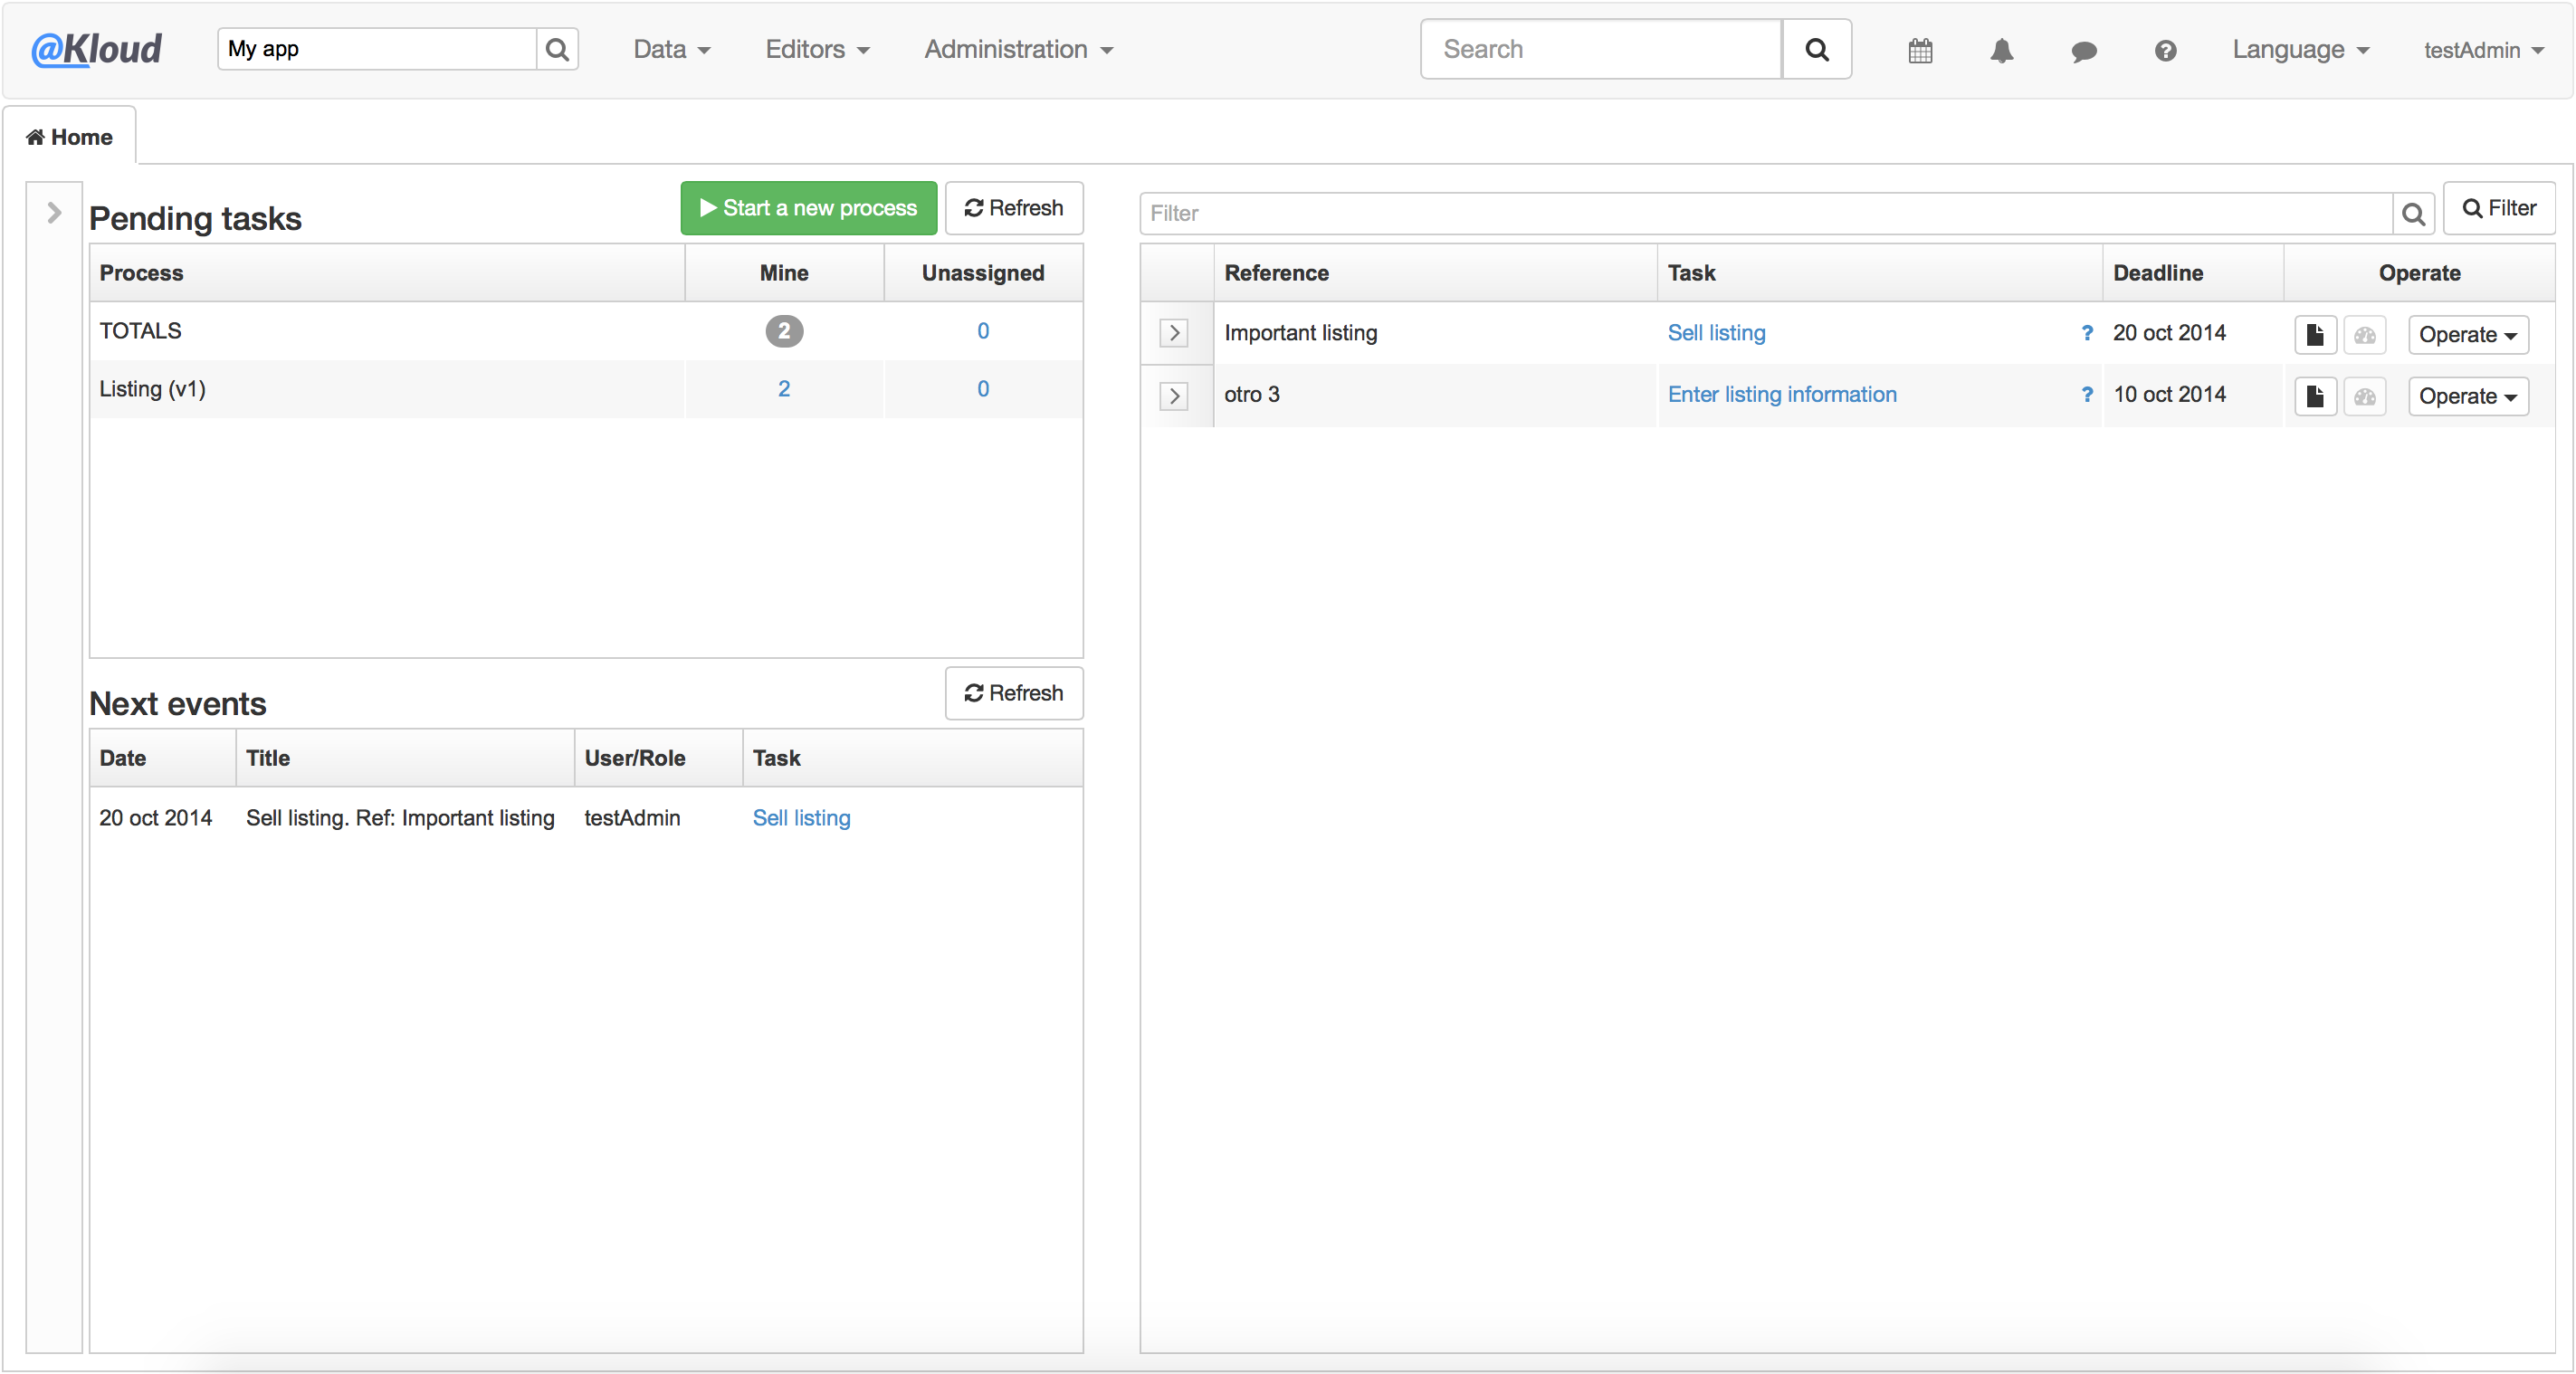 @Kloud My app Data Editors Administration Search Language testAdmin
Home
Pending tasks Start a new process Refresh
Process Mine Unassigned
TOTALS 2 0
Listing (v1) 2 0
Filter Filter
Reference Task Deadline Operate
Important listing Sell listing ? 20 oct 2014 Operate
otro 3 Enter listing information ? 10 oct 2014 Operate
Next events Refresh
Date Title User/Role Task
20 oct 2014 Sell listing. Ref: Important listing testAdmin Sell listing